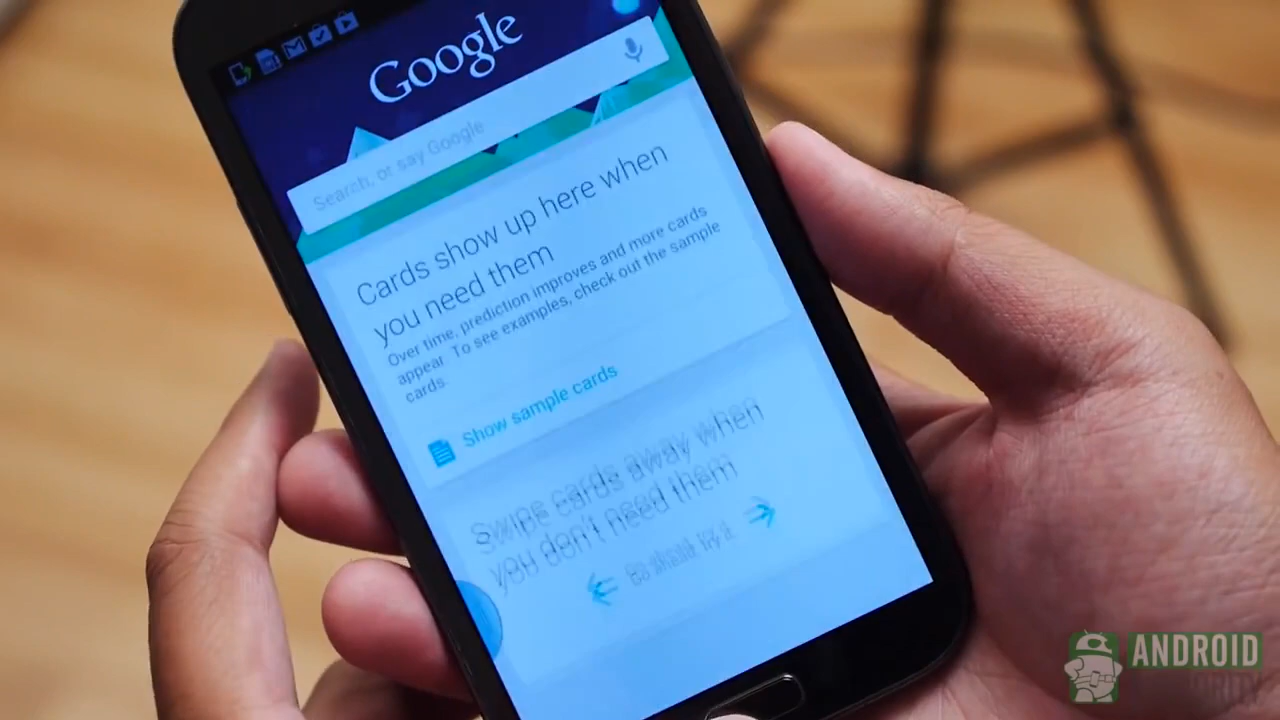 Google
Search, or say Google
Cards show up here when
you need them
Over time, prediction improves and more cards
appear. To see examples, check out the sample
cards.
Show sample cards
Swipe cards away when
you don't need them
ANDROID